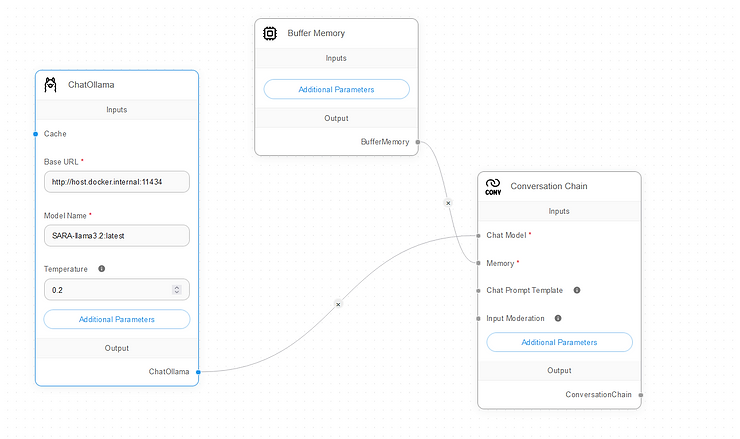 ChatOllama
Inputs
Cache
Base URL *
http://host.docker.internal:11434
Model Name *
SARA-llama3.2:latest
Temperature
0.2
Additional Parameters
Output
ChatOllama
Buffer Memory
Inputs
Additional Parameters
Output
BufferMemory
CONV
Conversation Chain
Inputs
Chat Model *
Memory *
Chat Prompt Template
Input Moderation
Additional Parameters
Output
ConversationChain